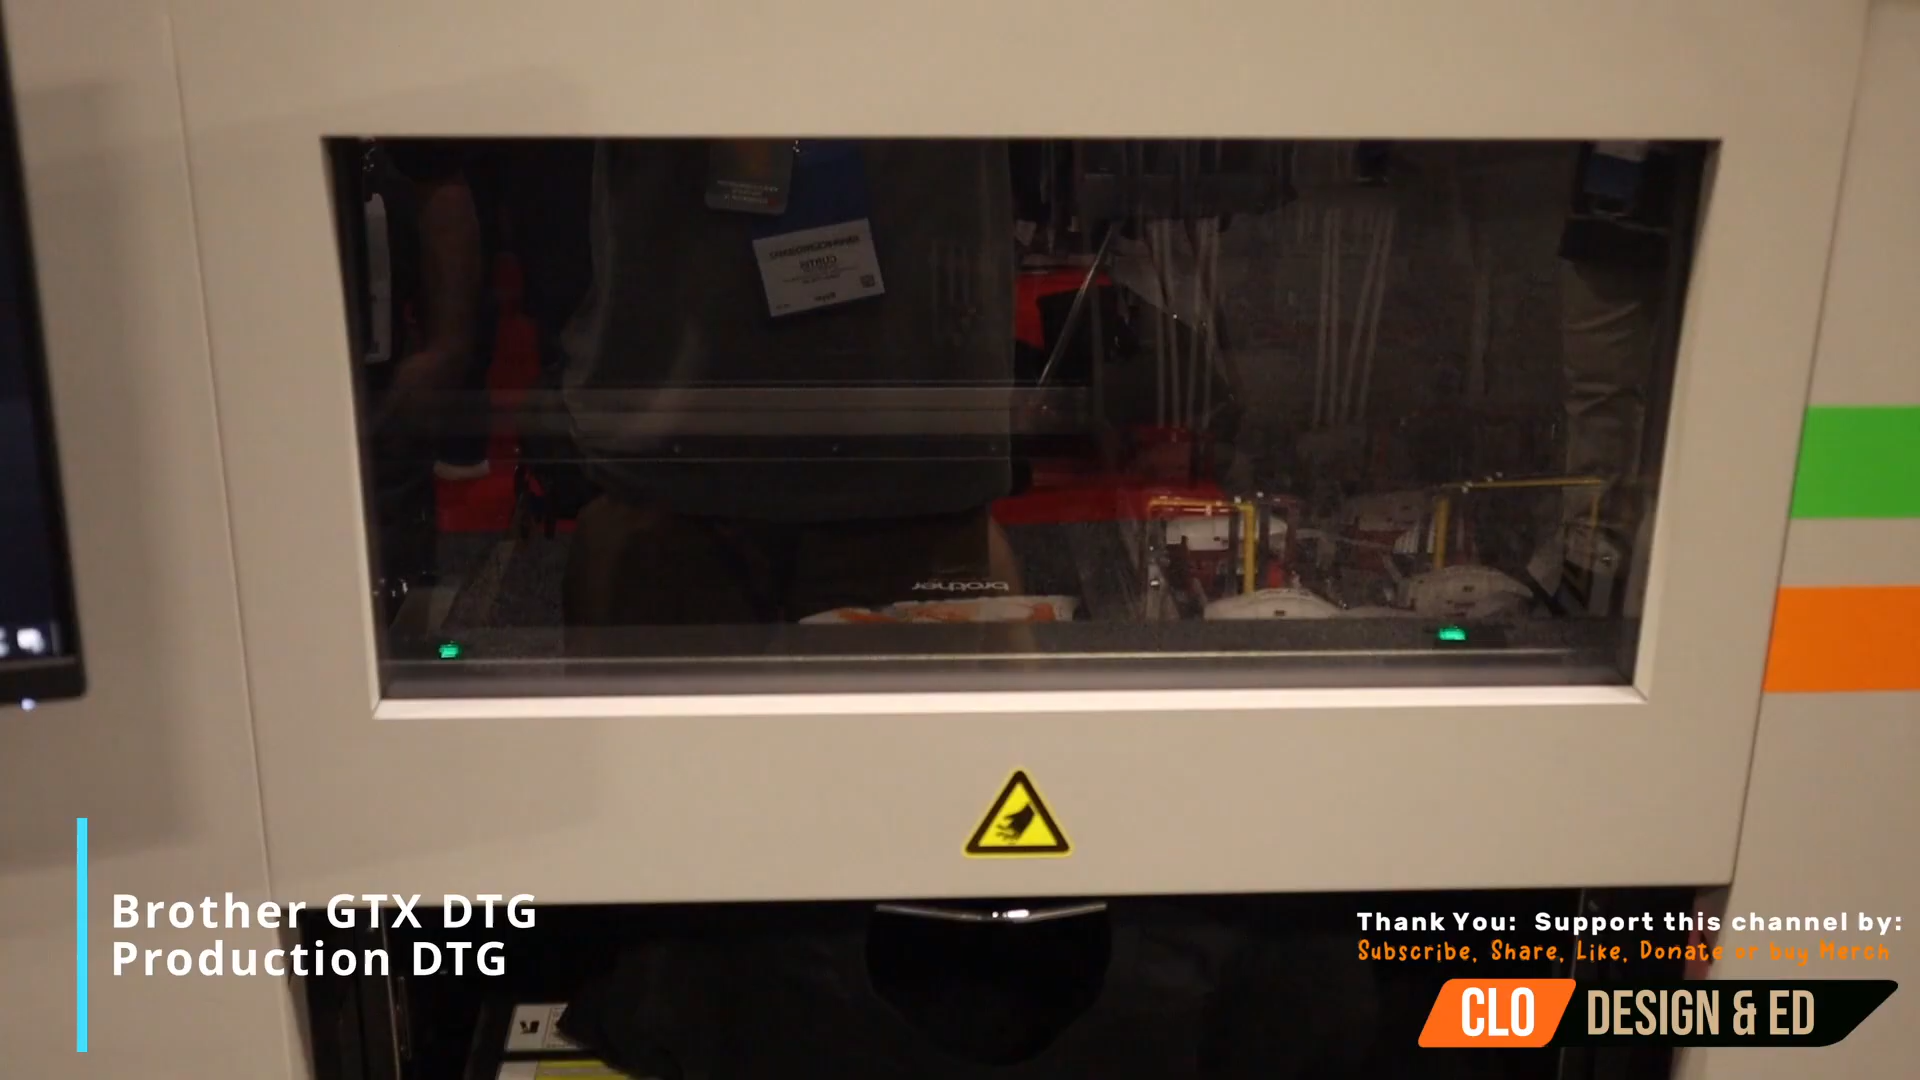 CURTIS
brother
Brother GTX DTG
Production DTG
Thank You: Support this channel by:
Subscribe, Share, Like, Donate or buy Merch
CLO DESIGN & ED